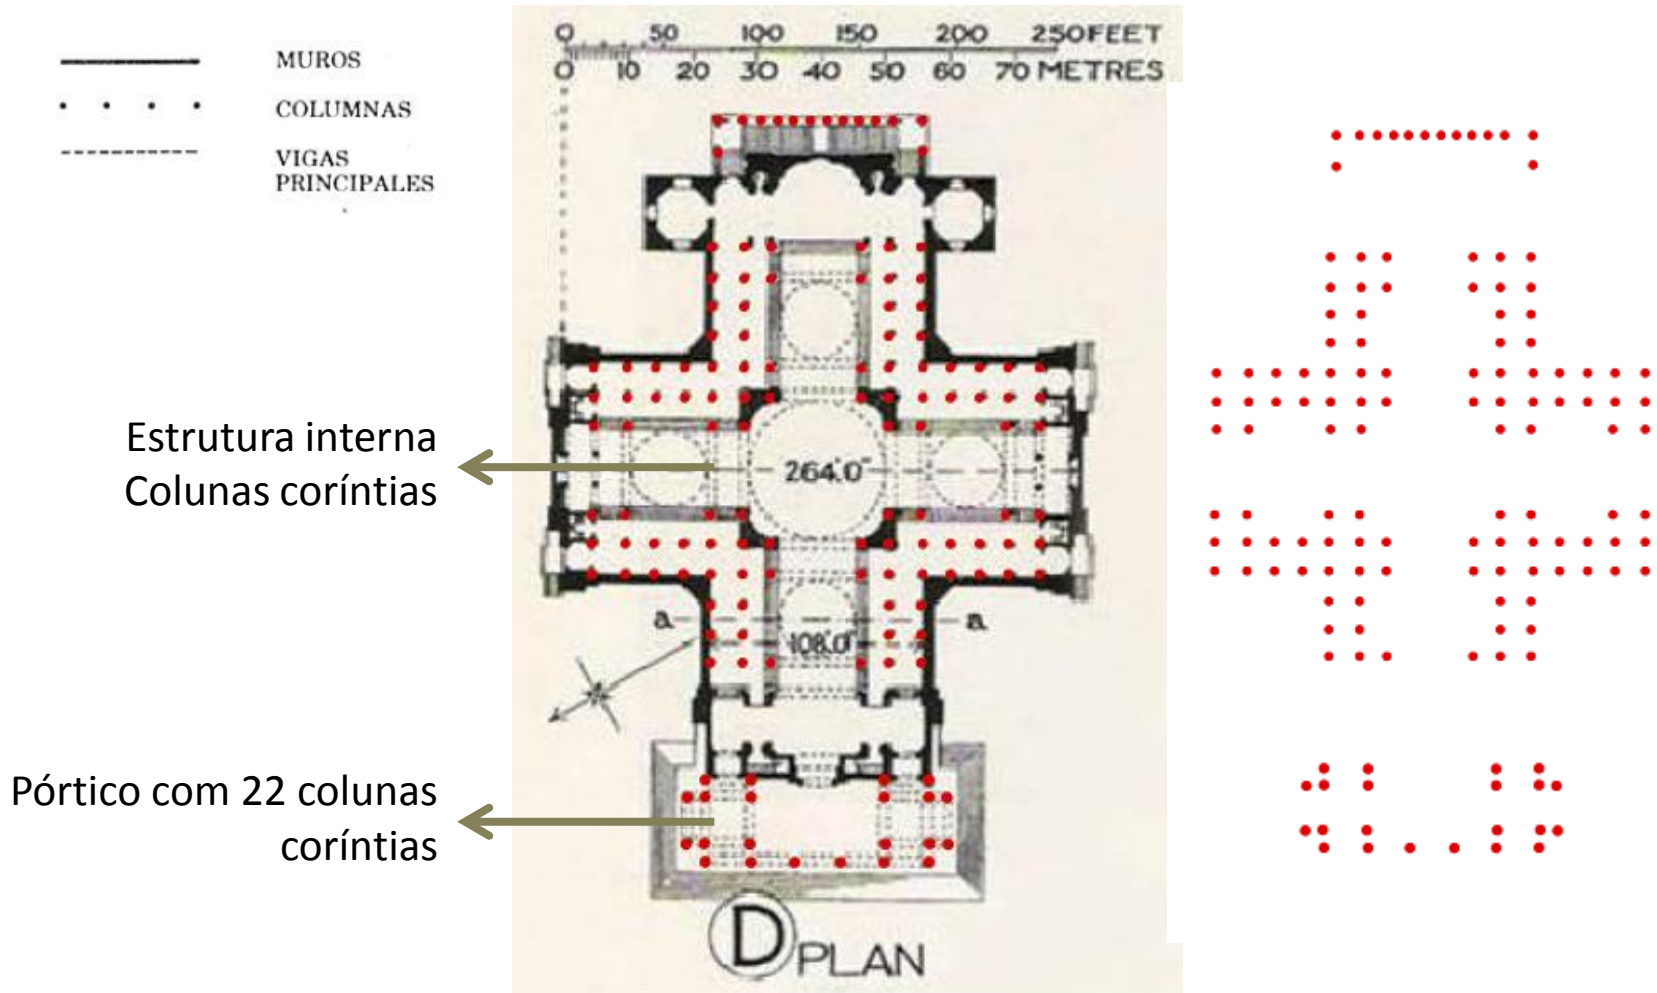 MUROS
COLUMNAS
VIGAS
PRINCIPALES
0 50 100 150 200 250 FEET
0 10 20 30 40 50 60 70 METRES
Estrutura interna
Colunas coríntias
264'.0"
a a
108'.0"
Pórtico com 22 colunas
coríntias
D PLAN